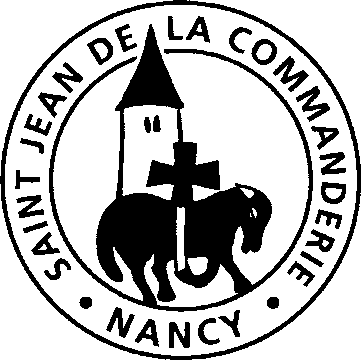 SAINT JEAN DE LA COMMANDERIE
• NANCY •